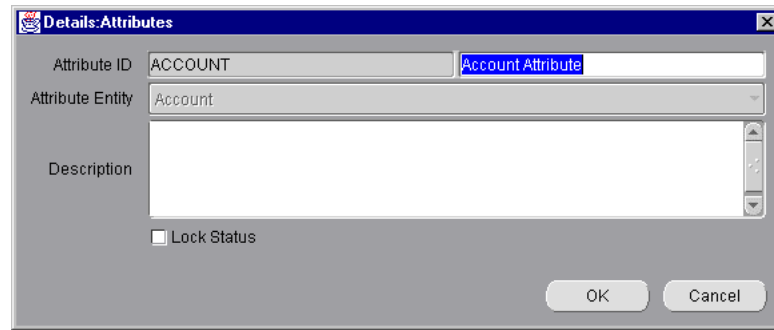 Details:Attributes
Attribute ID ACCOUNT Account Attribute
Attribute Entity Account
Description
Lock Status
OK Cancel